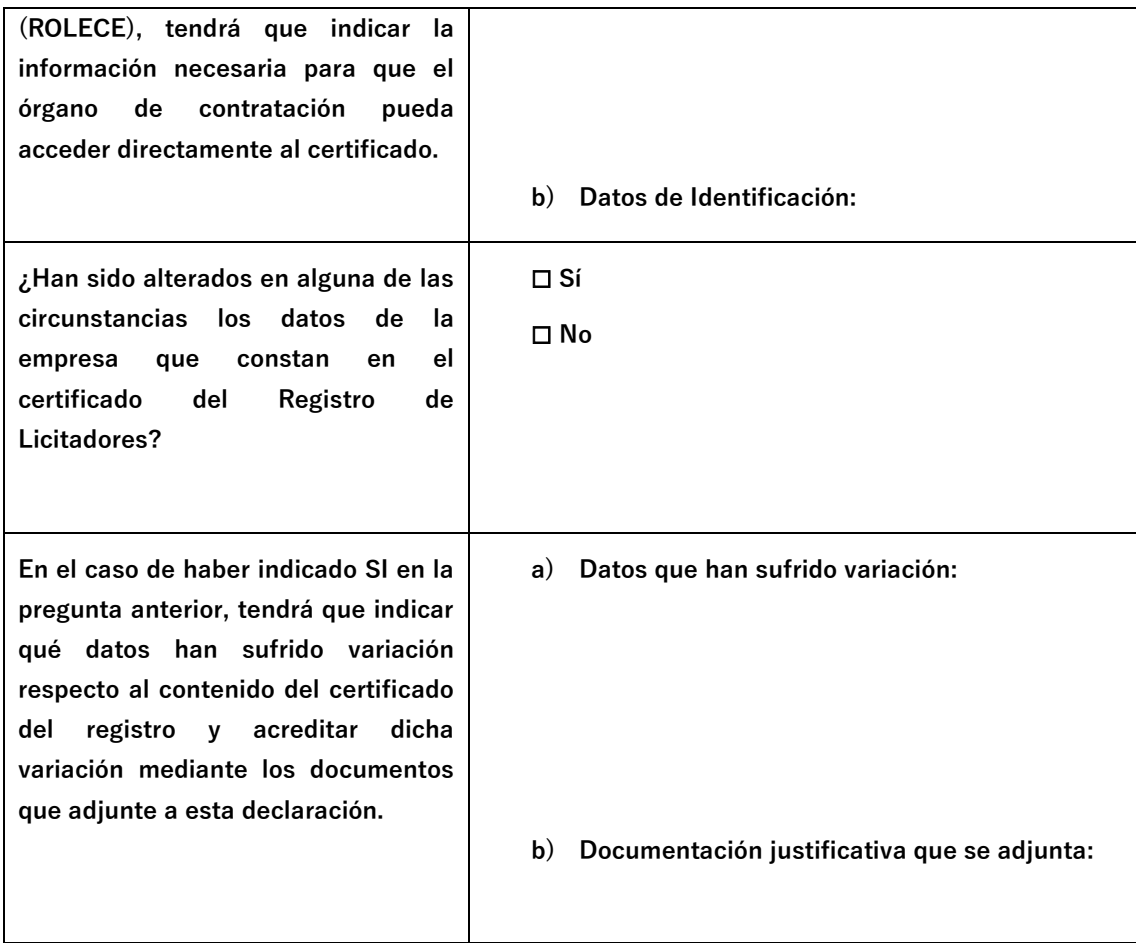 (ROLECE), tendrá que indicar la
información necesaria para que el
órgano de contratación pueda
acceder directamente al certificado.
b) Datos de Identificación:
¿Han sido alterados en alguna de las
circunstancias los datos de la
empresa que constan en el
certificado del Registro de
Licitadores?
☐ Sí
☐ No
En el caso de haber indicado SI en la
pregunta anterior, tendrá que indicar
qué datos han sufrido variación
respecto al contenido del certificado
del registro y acreditar dicha
variación mediante los documentos
que adjunte a esta declaración.
a) Datos que han sufrido variación:
b) Documentación justificativa que se adjunta: